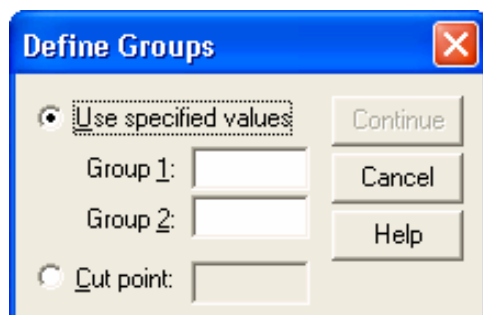 Define Groups
Use specified values
Continue
Group 1:
Cancel
Group 2:
Help
Cut point: